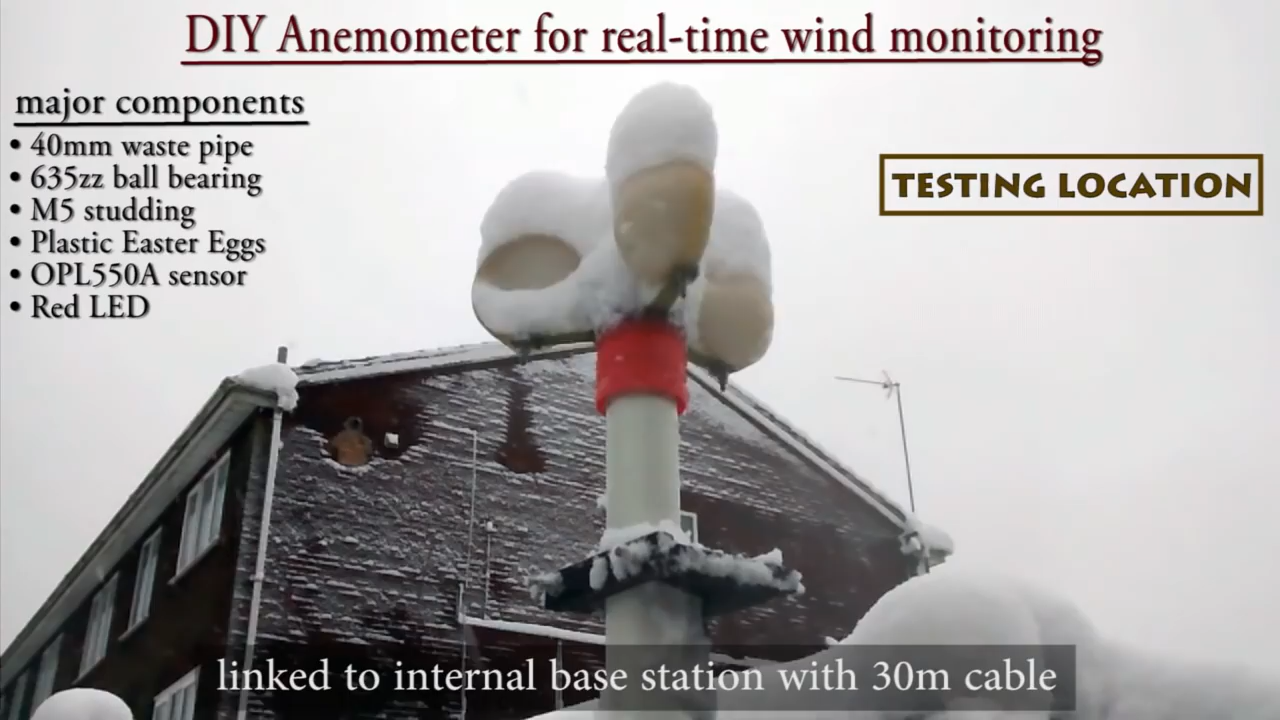 DIY Anemometer for real-time wind monitoring
major components
• 40mm waste pipe
• 635zz ball bearing
• M5 studding
• Plastic Easter Eggs
• OPL550A sensor
• Red LED
TESTING LOCATION
linked to internal base station with 30m cable